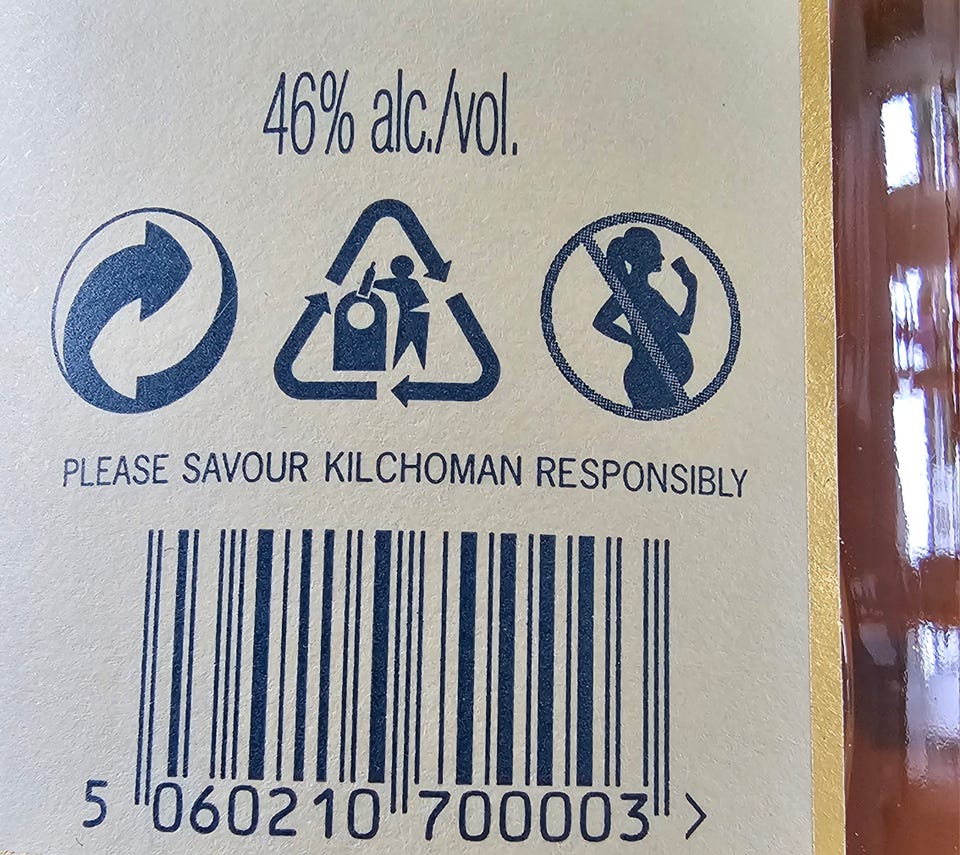 46% alc./vol.
PLEASE SAVOUR KILCHOMAN RESPONSIBLY
5 060210 700003 >